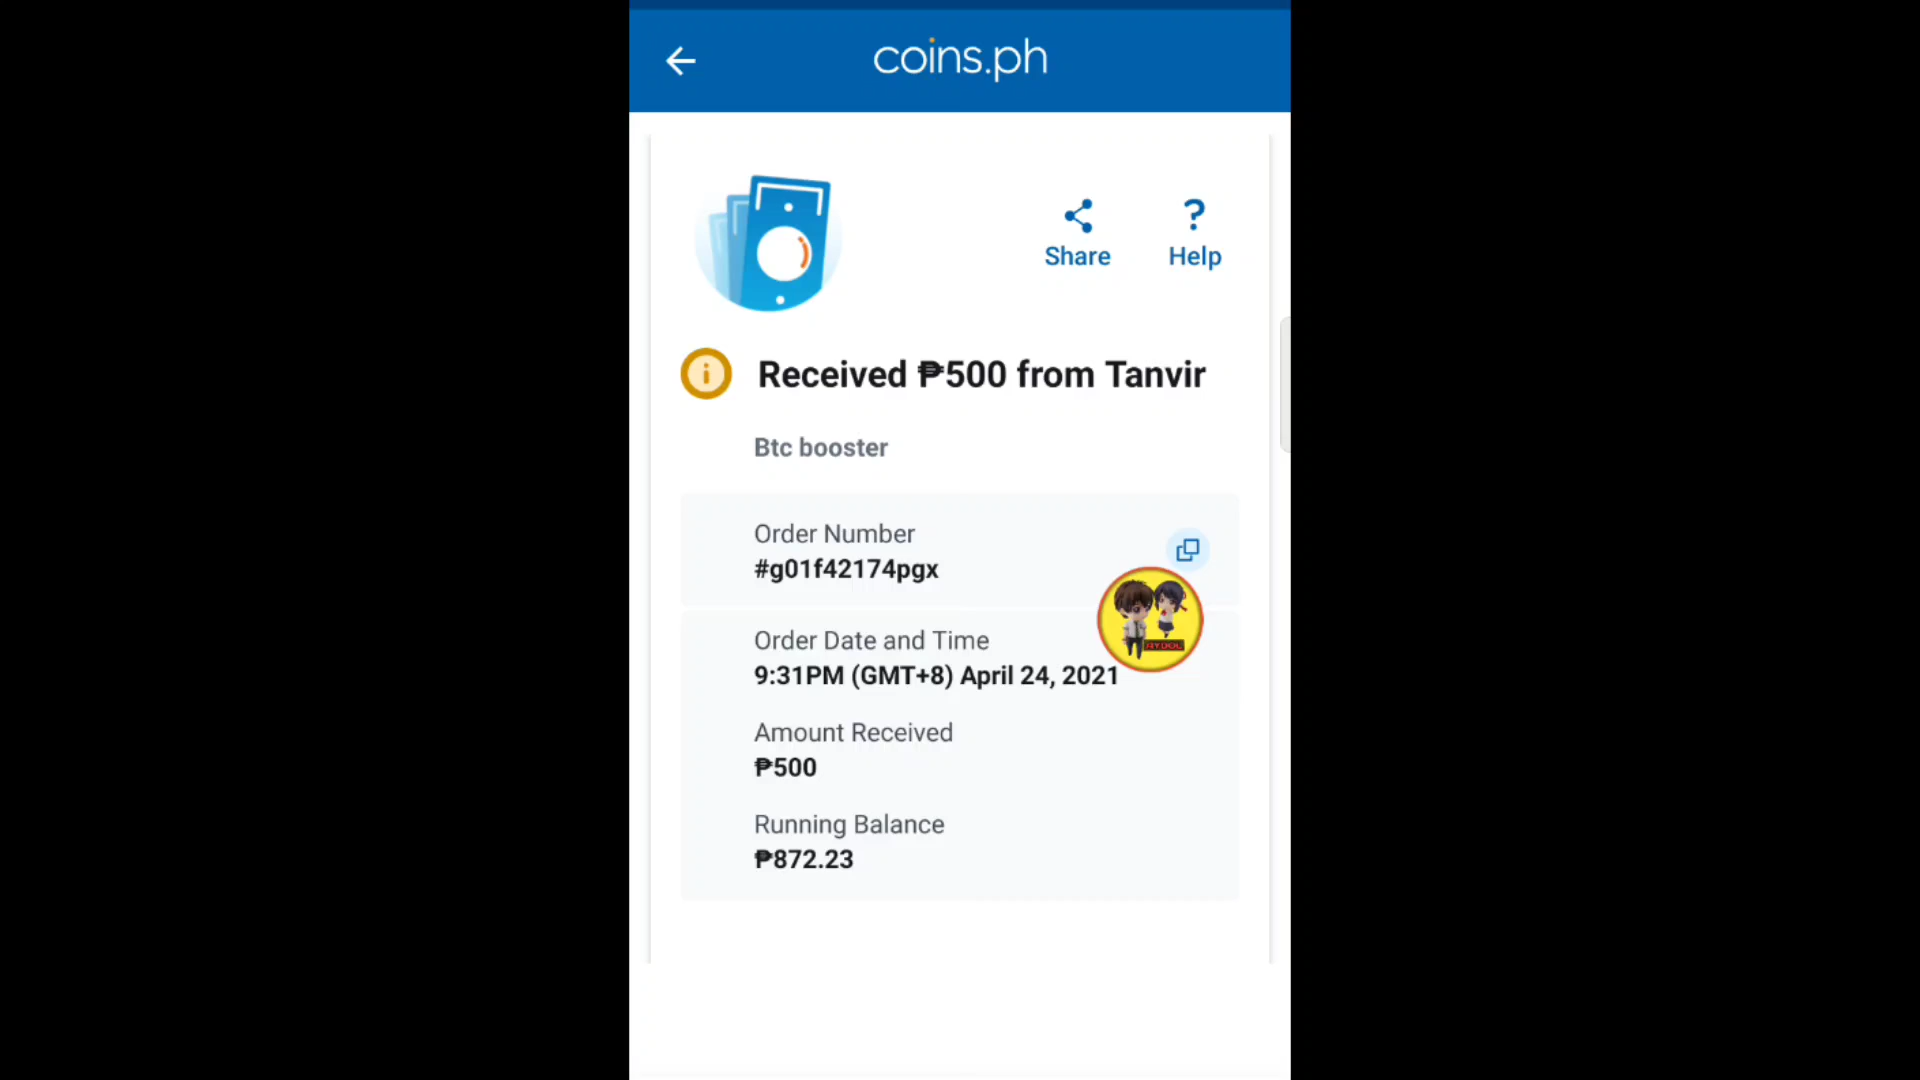 coins.ph
Share
Help
Received ₱500 from Tanvir
Btc booster
Order Number
#g01f42174pgx
Order Date and Time
9:31PM (GMT+8) April 24, 2021
Amount Received
₱500
Running Balance
₱872.23